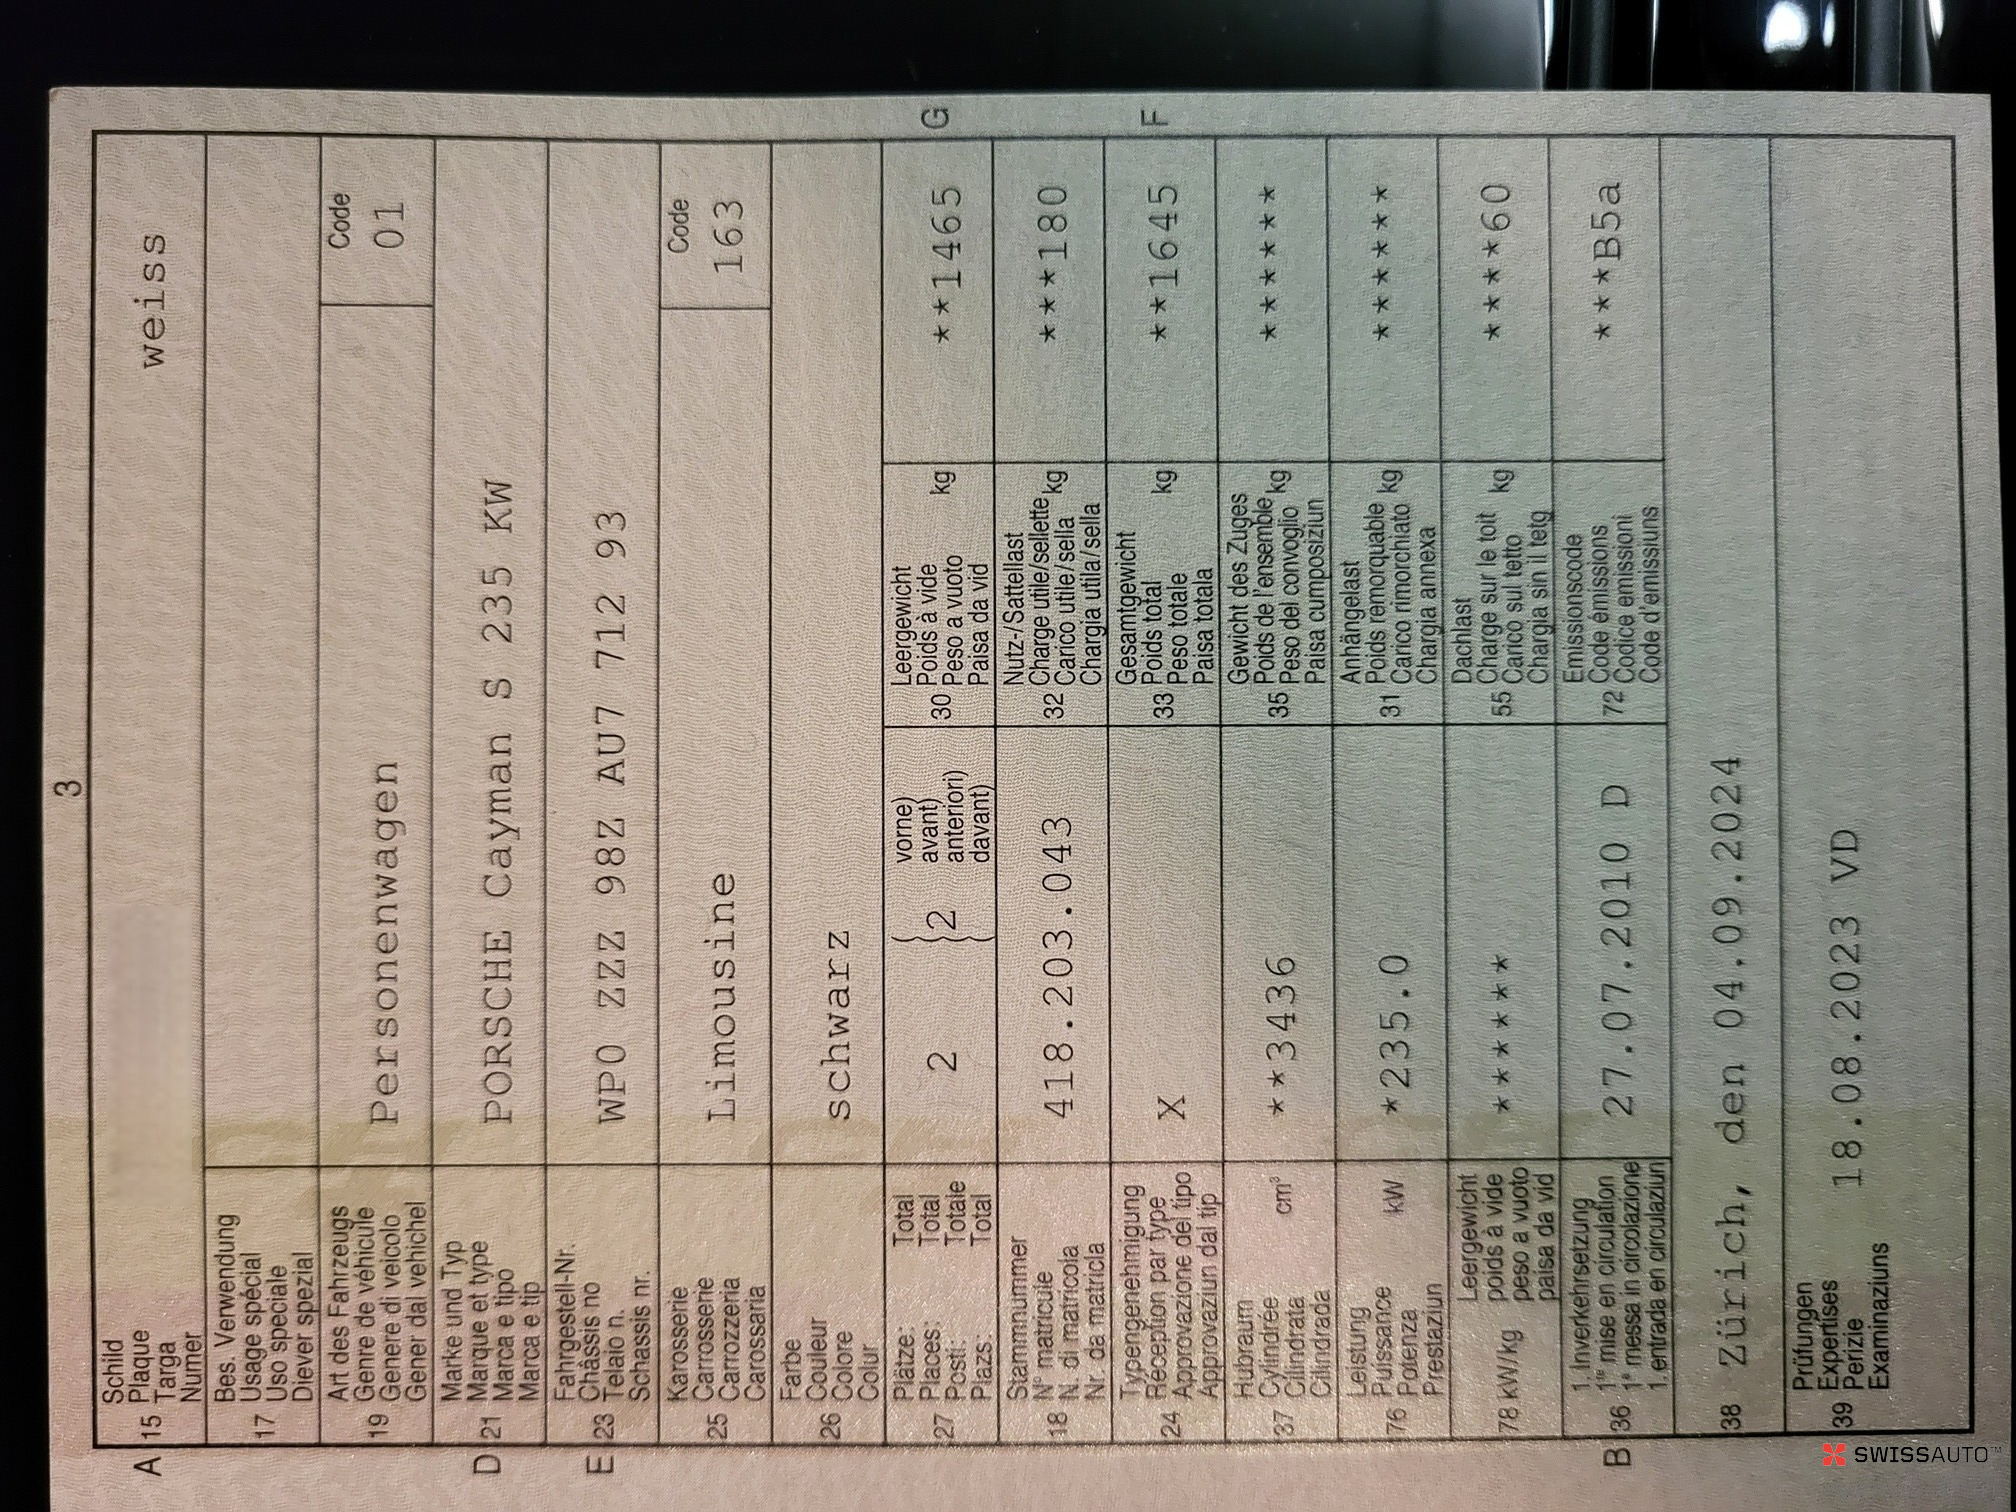 3
A
15
Schild
Plaque
Targa
Numer
weiss
17
Bes. Verwendung
Usage spécial
Uso speciale
Diever spezial
19
Art des Fahrzeugs
Genre de véhicule
Genere di veicolo
Gener dal vehichel
Personenwagen
Code
01
D
21
Marke und Typ
Marque et type
Marca e tipo
Marca e tip
PORSCHE Cayman S 235 KW
E
23
Fahrgestell-Nr.
Châssis no
Telaio n.
Schassis nr.
WP0 ZZZ 98Z AU7 712 93
25
Karosserie
Carrosserie
Carrozzeria
Carossaria
Limousine
Code
163
26
Farbe
Couleur
Colore
Colur
schwarz
27
Plätze: Total
Places: Total
Posti: Totale
Plazs: Total
2 { } 2 {
vorne)
avant)
anteriori)
davant)
30
Leergewicht
Poids à vide
Peso a vuoto kg
Paisa da vid
**1465
G
18
Stammnummer
N° matricule
N. di matricola
Nr. da matricla
418.203.043
32
Nutz-/Sattellast
Charge utile/sellette
Carico utile/sella kg
Chargia utila/sella
***180
24
Typengenehmigung
Réception par type
Approvazione del tipo
Approvaziun dal tip
X
33
Gesamtgewicht
Poids total
Peso totale kg
Paisa totala
**1645
F
37
Hubraum
Cylindrée
Cilindrata cm³
Cilindrada
**3436
35
Gewicht des Zuges
Poids de l'ensemble
Peso del convoglio kg
Paisa cumposiziun
******
76
Leistung
Puissance
Potenza kW
Prestaziun
*235.0
31
Anhängelast
Poids remorquable
Carico rimorchiato kg
Chargia annexa
******
78 kW/kg
Leergewicht
poids à vide
peso a vuoto
paisa da vid
******
55
Dachlast
Charge sur le toit
Carico sul tetto kg
Chargia sin il tetg
****60
B
36
1. Inverkehrsetzung
1re mise en circulation
1a messa in circolazione
1. entrada en circulaziun
27.07.2010 D
72
Emissionscode
Code émissions
Codice emissioni
Code d'emissiuns
***B5a
38
Zürich, den 04.09.2024
39
Prüfungen
Expertises
Perizie
Examinaziuns
18.08.2023 VD
SWISSAUTO™